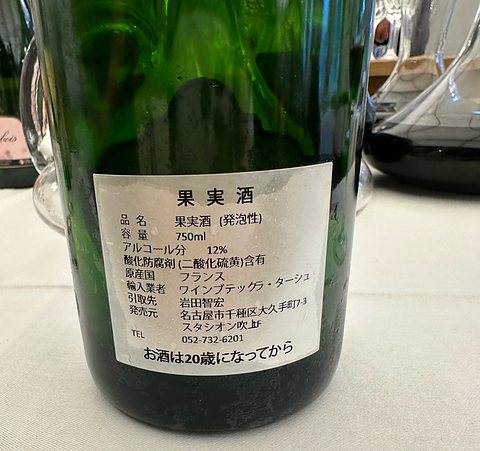 果実酒
品 名 果実酒 (発泡性)
容 量 750ml
アルコール分 12%
酸化防腐剤 (二酸化硫黄)含有
原産国 フランス
輸入業者 ワインブテックラ・ターシュ
引取先 岩田智宏
発売元 名古屋市千種区大久手町7-3
スタシオン吹上1F
TEL 052-732-6201
お酒は20歳になってから